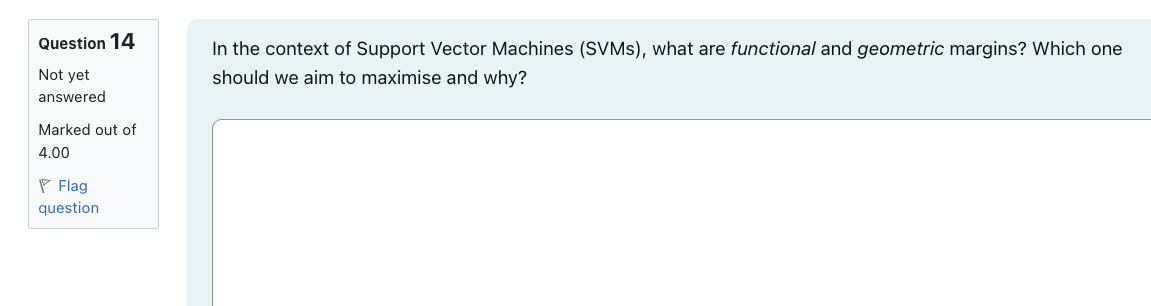 Question 14
Not yet
answered
Marked out of
4.00
Flag
question
In the context of Support Vector Machines (SVMs), what are functional and geometric margins? Which one
should we aim to maximise and why?